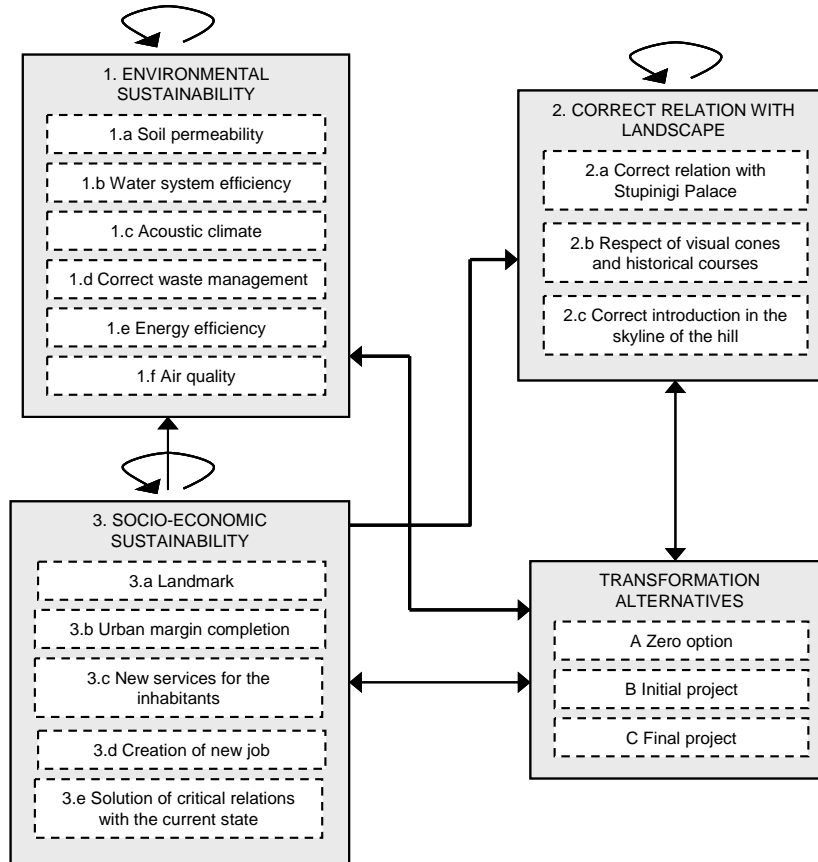 1. ENVIRONMENTAL
SUSTAINABILITY
1.a Soil permeability
1.b Water system efficiency
1.c Acoustic climate
1.d Correct waste management
1.e Energy efficiency
1.f Air quality
2. CORRECT RELATION WITH
LANDSCAPE
2.a Correct relation with
Stupinigi Palace
2.b Respect of visual cones
and historical courses
2.c Correct introduction in the
skyline of the hill
3. SOCIO-ECONOMIC
SUSTAINABILITY
3.a Landmark
3.b Urban margin completion
3.c New services for the
inhabitants
3.d Creation of new job
3.e Solution of critical relations
with the current state
TRANSFORMATION
ALTERNATIVES
A Zero option
B Initial project
C Final project